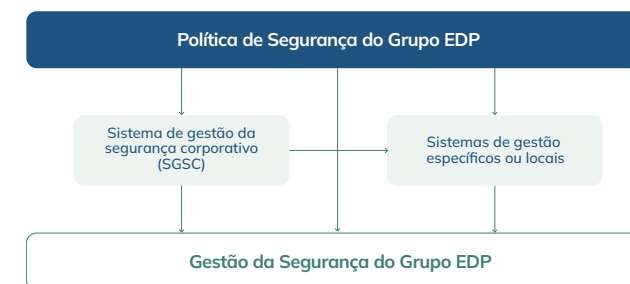 Política de Segurança do Grupo EDP
Sistema de gestão da
segurança corporativo
(SGSC)
Sistemas de gestão
específicos ou locais
Gestão da Segurança do Grupo EDP